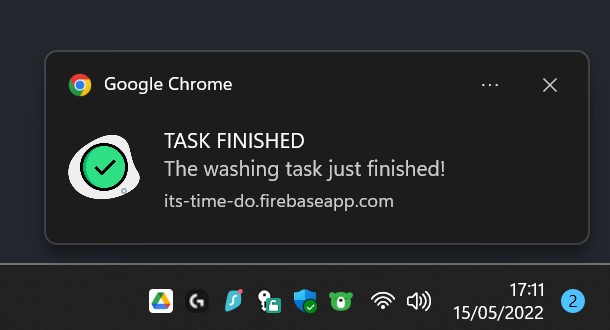 Google Chrome
TASK FINISHED
The washing task just finished!
its-time-do.firebaseapp.com
17:11
15/05/2022
2